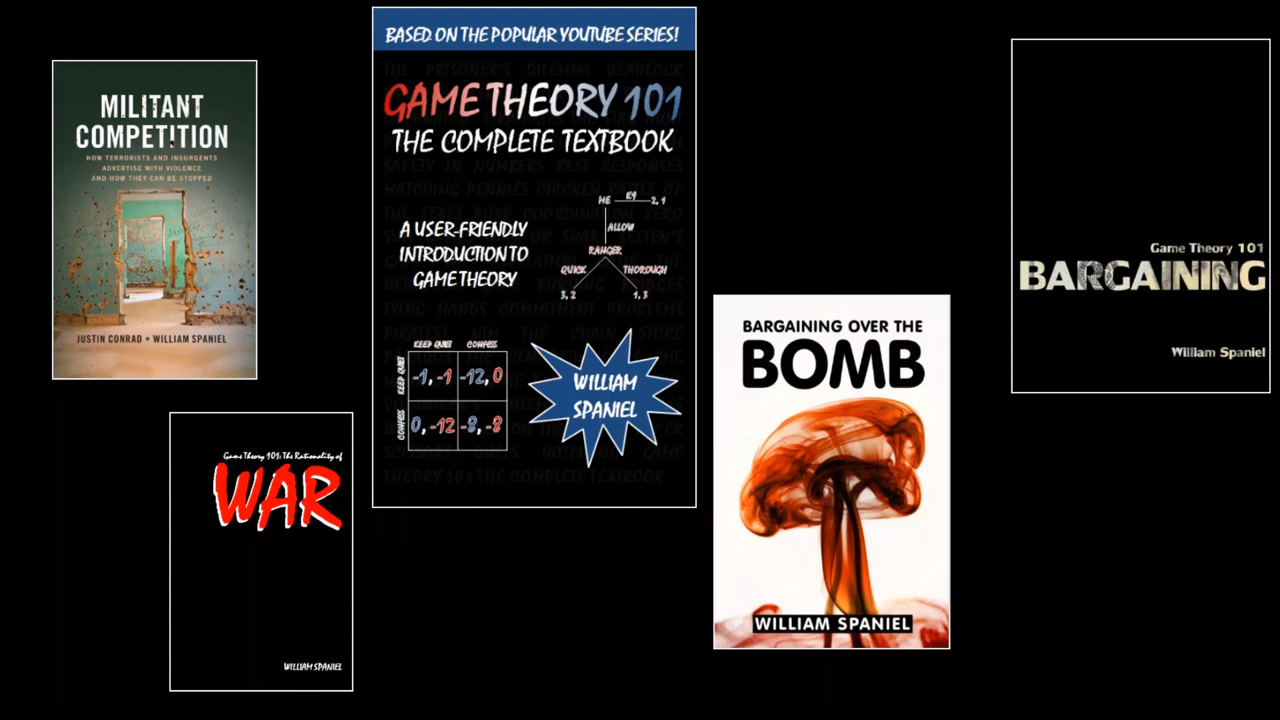 MILITANT
COMPETITION
HOW TERRORISTS AND INSURGENTS
ADVERTISE WITH VIOLENCE
AND HOW THEY CAN BE STOPPED
JUSTIN CONRAD • WILLIAM SPANIEL
Game Theory 101: The Rationality of
WAR
WILLIAM SPANIEL
BASED ON THE POPULAR YOUTUBE SERIES!
GAME THEORY 101
THE COMPLETE TEXTBOOK
A USER-FRIENDLY
INTRODUCTION TO
GAME THEORY
HE
2, 1
ALLOW
RANGER
QUICK THOROUGH
3, 2 1, 3
KEEP QUIET CONFESS
KEEP QUIET -1, -1 -12, 0
CONFESS 0, -12 -8, -8
WILLIAM
SPANIEL
BARGAINING OVER THE
BOMB
WILLIAM SPANIEL
Game Theory 101
BARGAINING
William Spaniel